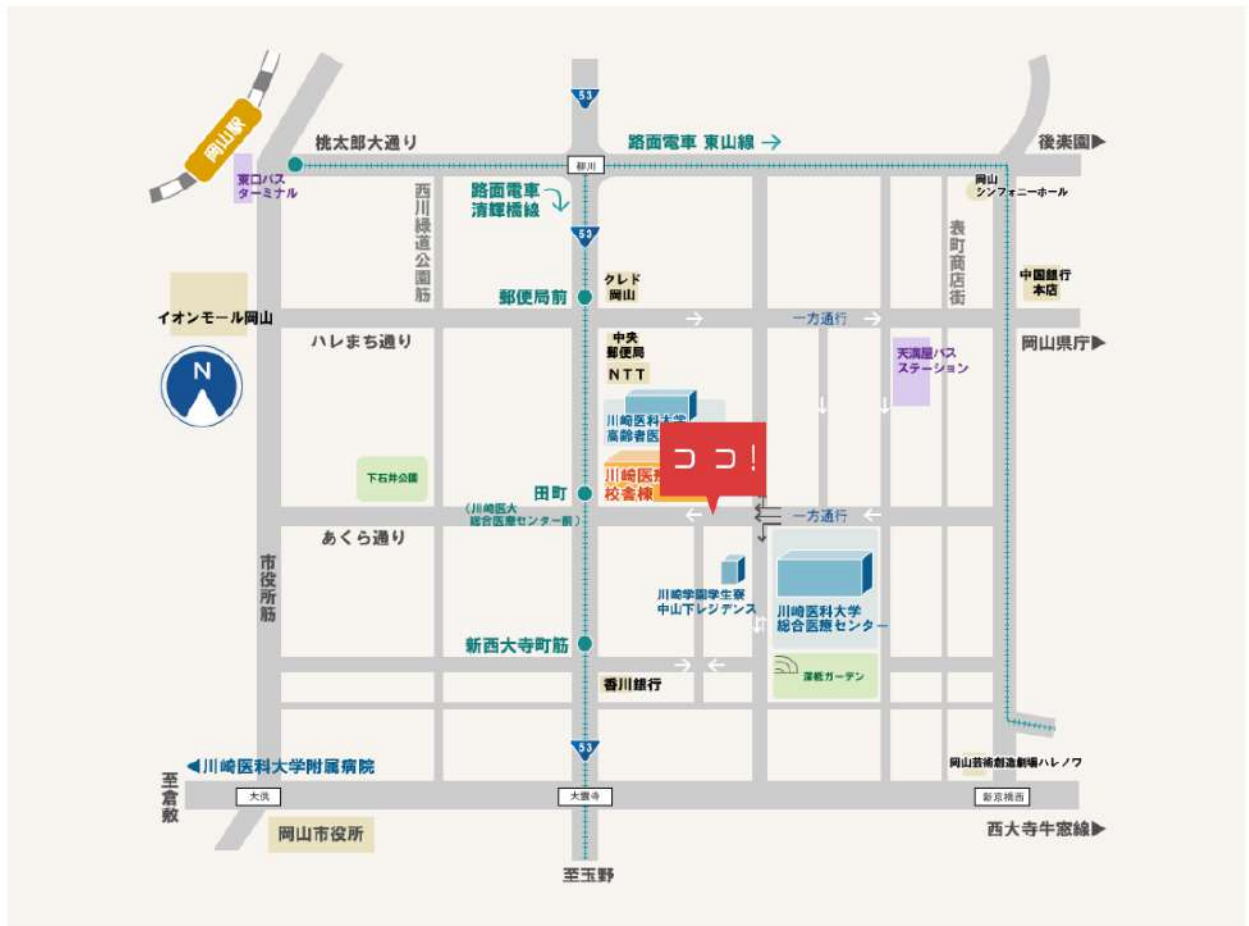 53
岡山駅
桃太郎大通り
路面電車 東山線 →
後楽園▶
柳川
東口バス
ターミナル
西川緑道公園筋
路面電車
清輝橋線
岡山
シンフォニーホール
53
表町商店街
クレド
岡山
中国銀行
本店
郵便局前
イオンモール岡山
一方通行
ハレまち通り
中央
郵便局
岡山県庁▶
NTT
天満屋バス
ステーション
N
川崎医科大学
高齢者医
ココ!
下石井公園
川崎医療
校舎棟
田町
(川崎医大
総合医療センター前)
一方通行
あくら通り
市役所筋
川崎学園学生寮
中山下レジデンス
川崎医科大学
総合医療センター
新西大寺町筋
深柢ガーデン
香川銀行
53
◀川崎医科大学附属病院
岡山芸術創造劇場ハレノワ
至倉敷
大供
大雲寺
新京橋西
岡山市役所
西大寺牛窓線▶
至玉野